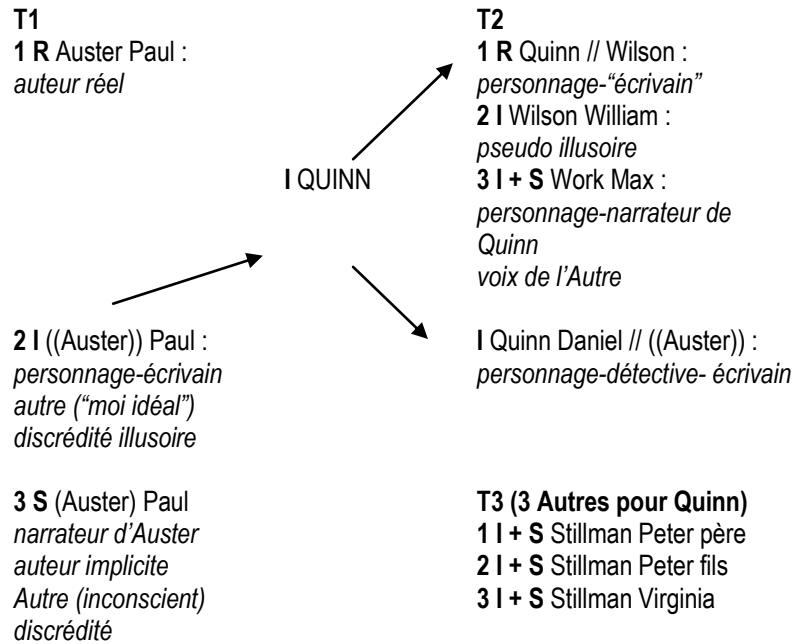 T1
1 R Auster Paul :
auteur réel
2 I ((Auster)) Paul :
personnage-écrivain
autre (“moi idéal”)
discrédité illusoire
3 S (Auster) Paul
narrateur d’Auster
auteur implicite
Autre (inconscient)
discrédité
I QUINN
T2
1 R Quinn // Wilson :
personnage-“écrivain”
2 I Wilson William :
pseudo illusoire
3 I + S Work Max :
personnage-narrateur de
Quinn
voix de l’Autre
I Quinn Daniel // ((Auster)) :
personnage-détective- écrivain
T3 (3 Autres pour Quinn)
1 I + S Stillman Peter père
2 I + S Stillman Peter fils
3 I + S Stillman Virginia